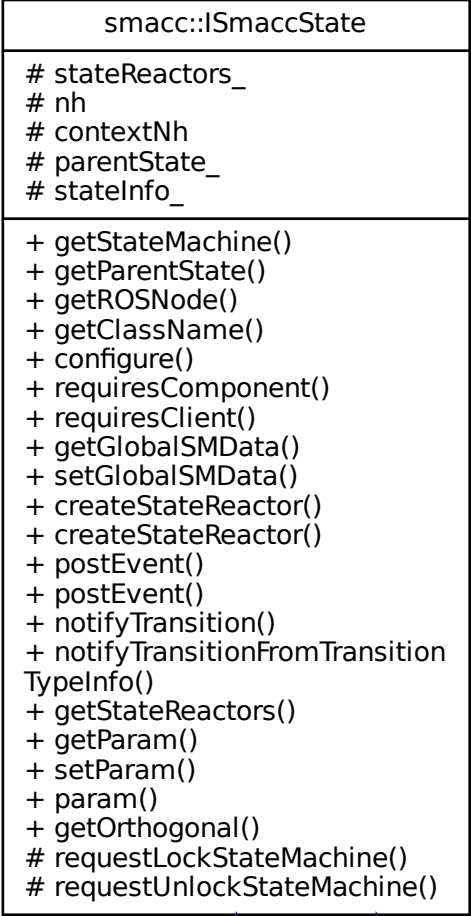 smacc::ISmaccState
# stateReactors_
# nh
# contextNh
# parentState_
# stateInfo_
+ getStateMachine()
+ getParentState()
+ getROSNode()
+ getClassName()
+ configure()
+ requiresComponent()
+ requiresClient()
+ getGlobalSMData()
+ setGlobalSMData()
+ createStateReactor()
+ createStateReactor()
+ postEvent()
+ postEvent()
+ notifyTransition()
+ notifyTransitionFromTransition
TypeInfo()
+ getStateReactors()
+ getParam()
+ setParam()
+ param()
+ getOrthogonal()
# requestLockStateMachine()
# requestUnlockStateMachine()